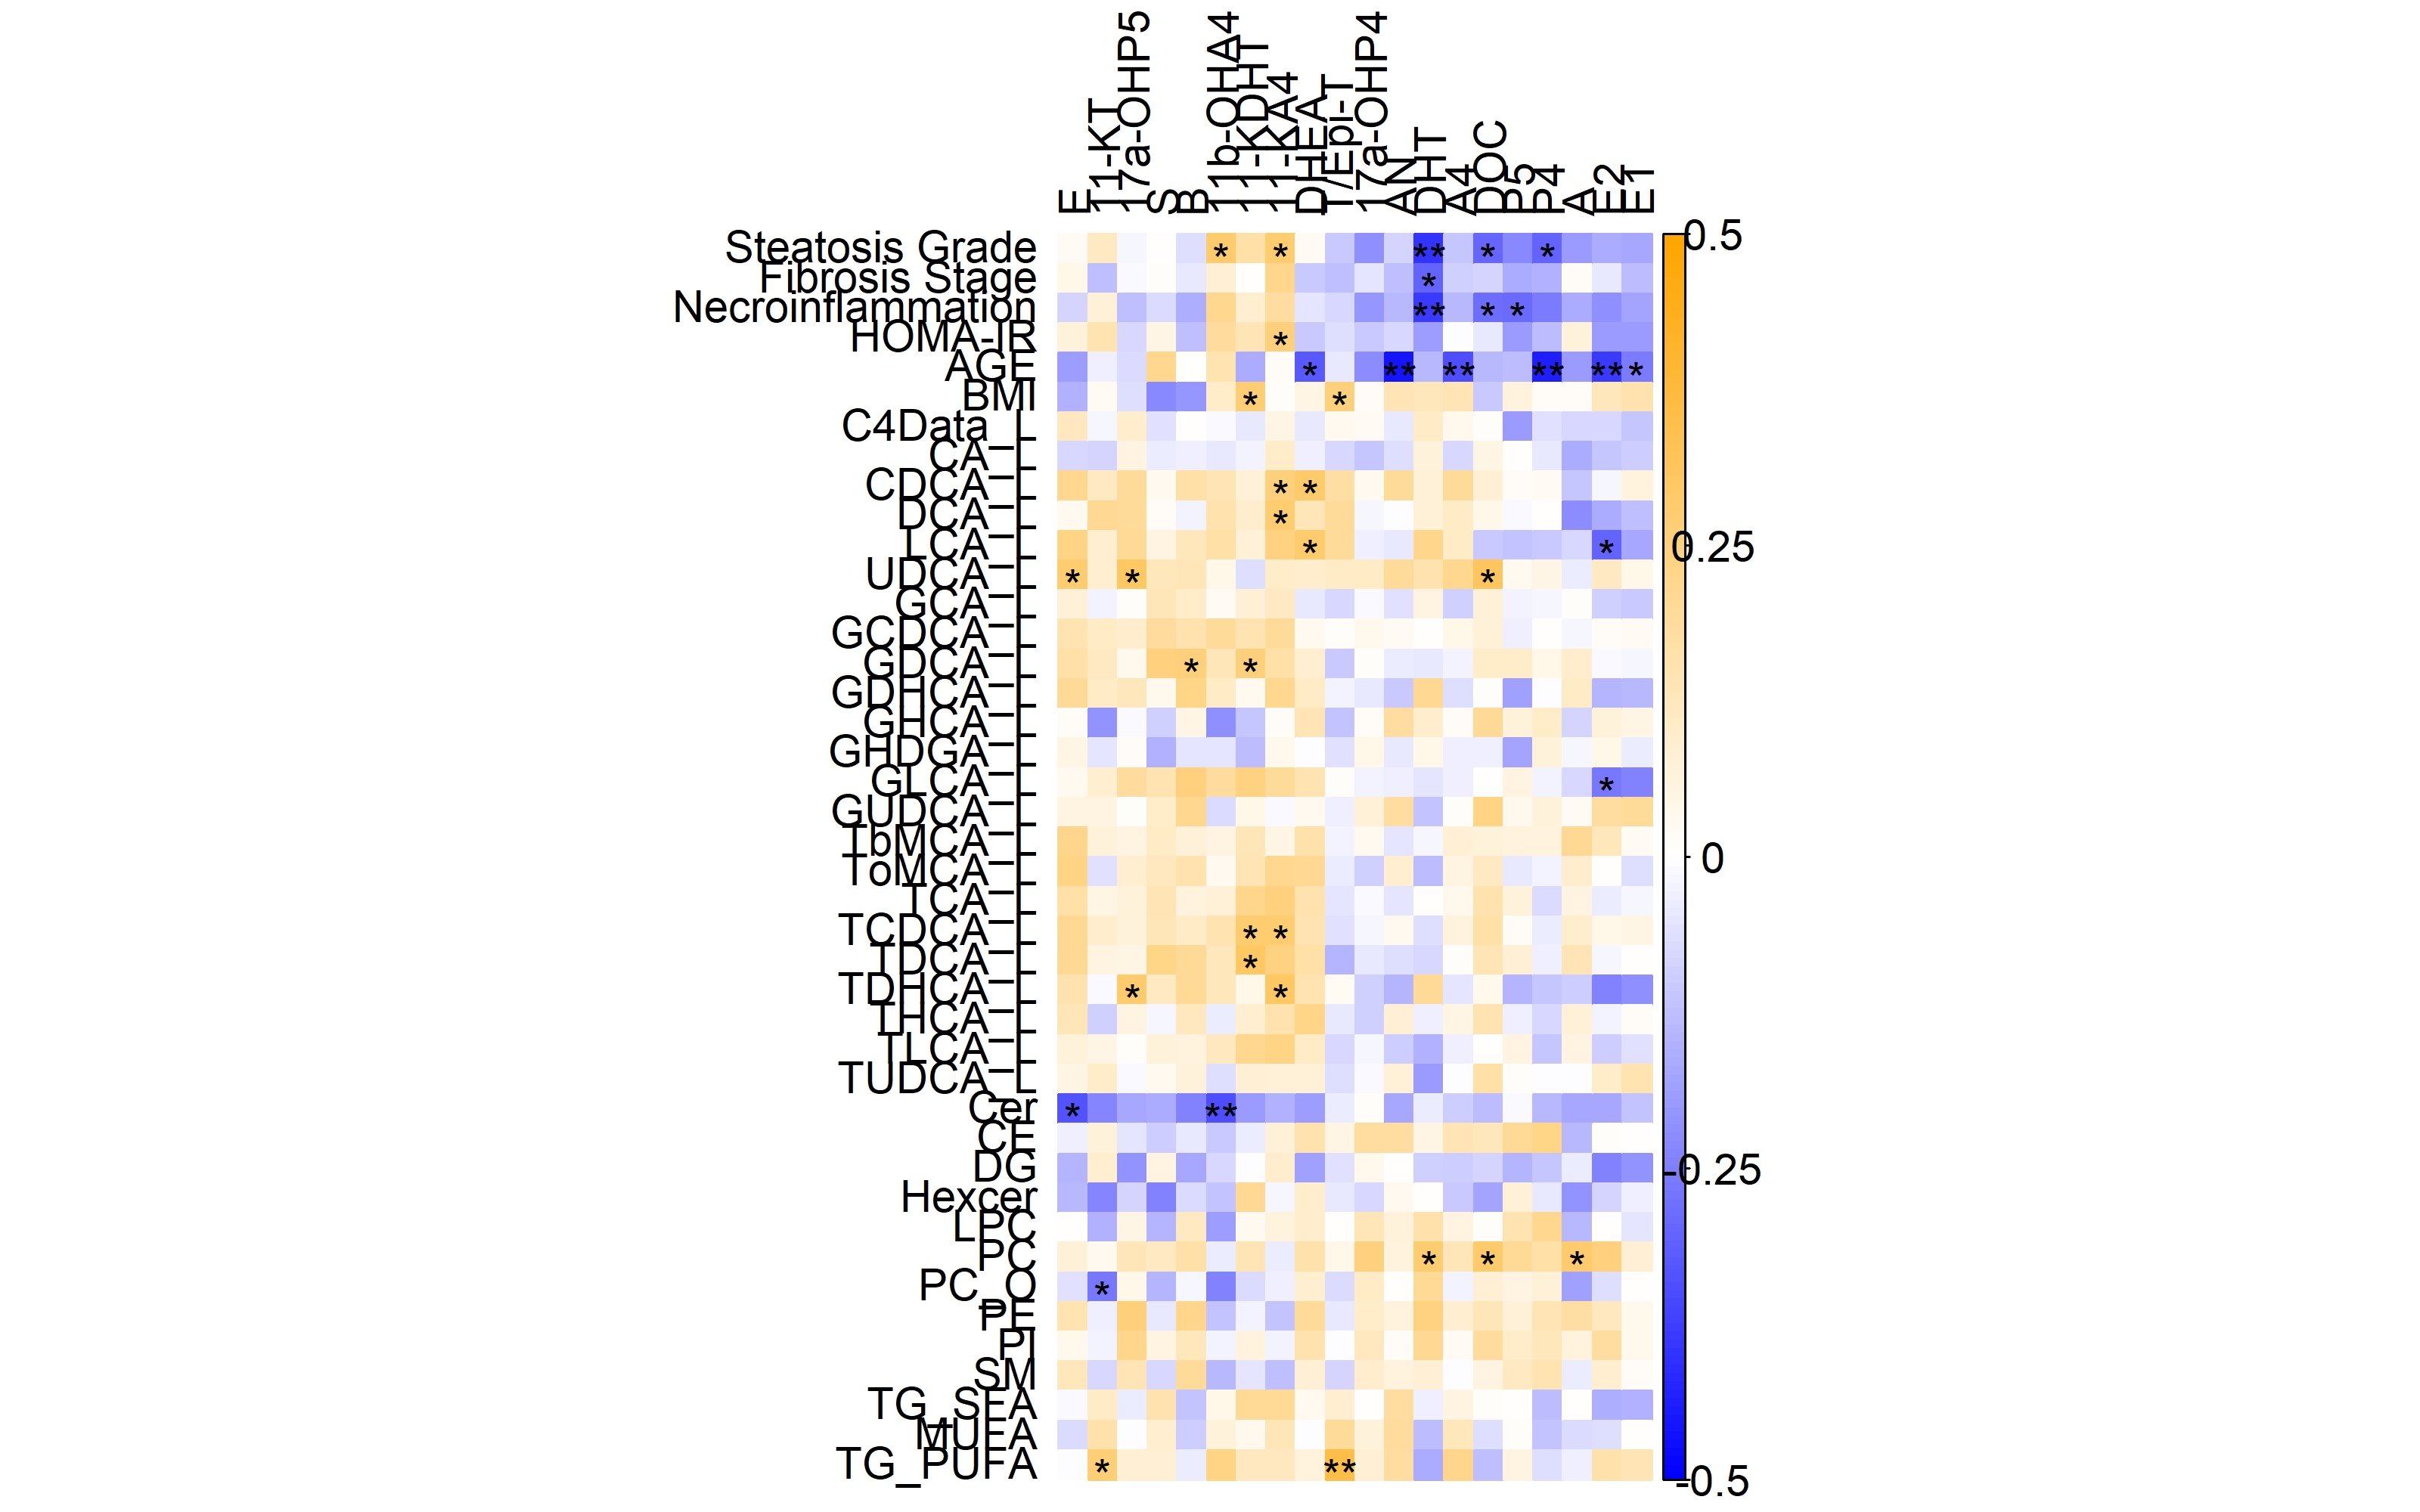 E
11-KT
17a-OHP5
S
B
11b-OHA4
11-KDHT
11-KA4
DHEA
T/Epi-T
17a-OHP4
AN
DHT
A4
DOC
P5
P4
A
E2
E1
Steatosis Grade
* * ** * *
Fibrosis Stage
*
Necroinflammation
** * *
HOMA-IR
*
AGE
* ** ** ** ** *
BMI
* *
C4Data_L
CA_L
CDCA_L
* *
DCA_L
*
LCA_L
* *
UDCA_L
* * *
GCA_L
GCDCA_L
GDCA_L
* *
GDHCA_L
GHCA_L
GHDGA_L
GLCA_L
*
GUDCA_L
TbMCA_L
ToMCA_L
TCA_L
TCDCA_L
* *
TDCA_L
*
TDHCA_L
* *
THCA_L
TLCA_L
TUDCA_L
Cer
* **
CE
DG
Hexcer
LPC
PC
* * *
PC_O
*
PE
PI
SM
TG_SFA
MUFA
TG_PUFA
* **
0.5
0.25
0
-0.25
-0.5